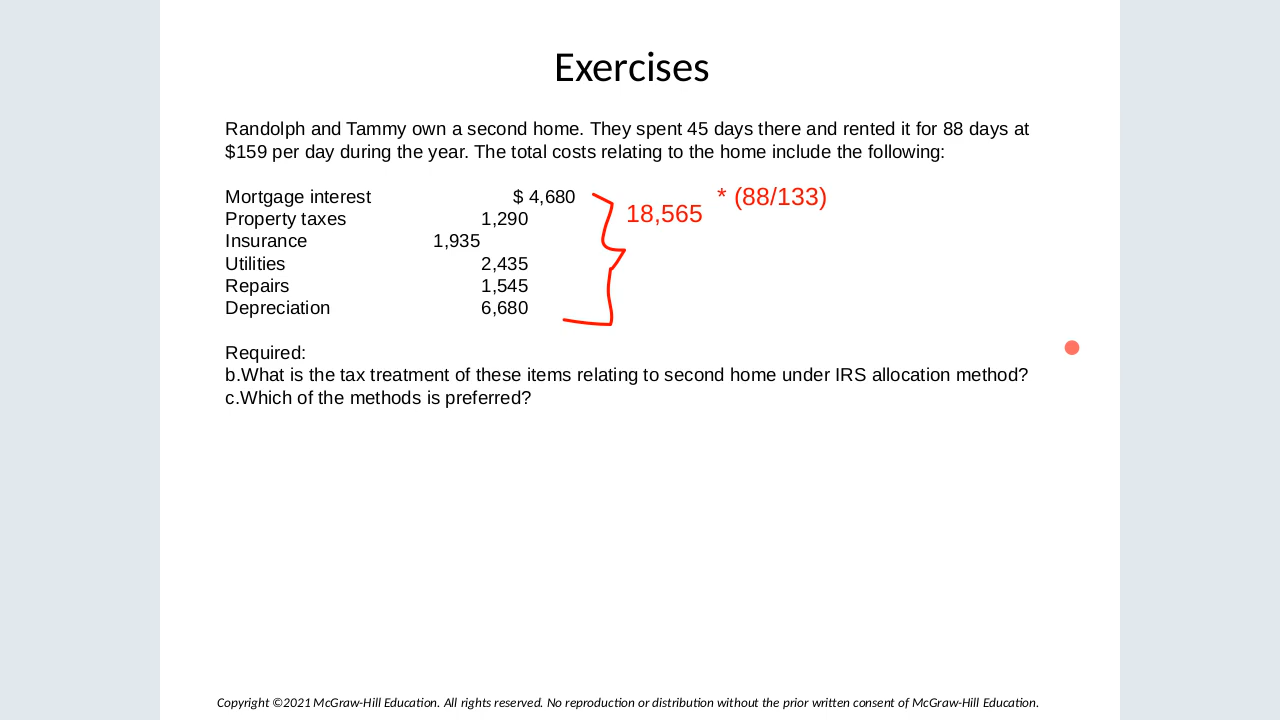 Exercises
Randolph and Tammy own a second home. They spent 45 days there and rented it for 88 days at
$159 per day during the year. The total costs relating to the home include the following:
Mortgage interest $ 4,680
* (88/133)
Property taxes 1,290
18,565
Insurance 1,935
Utilities 2,435
Repairs 1,545
Depreciation 6,680
Required:
b.What is the tax treatment of these items relating to second home under IRS allocation method?
c.Which of the methods is preferred?
Copyright ©2021 McGraw-Hill Education. All rights reserved. No reproduction or distribution without the prior written consent of McGraw-Hill Education.